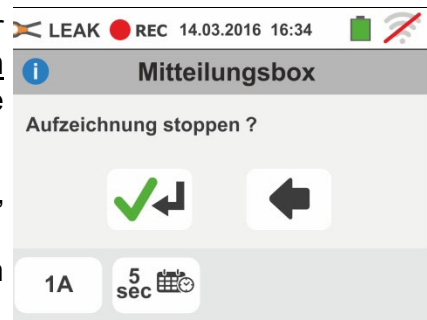 LEAK REC 14.03.2016 16:34
Mitteilungsbox
Aufzeichnung stoppen ?
1A 5 sec